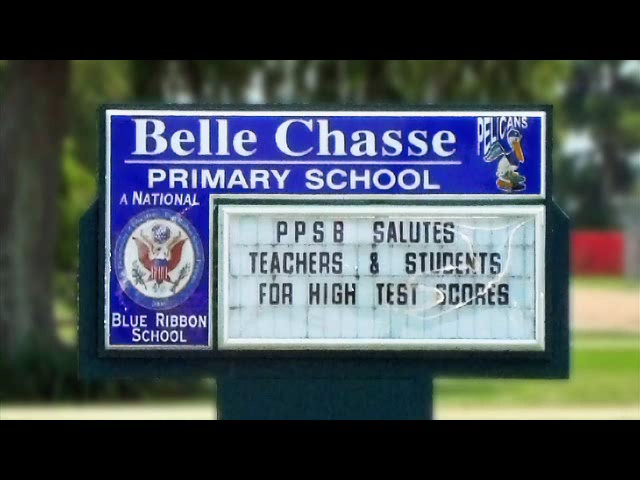 Belle Chasse
PRIMARY SCHOOL
PELICANS
A NATIONAL
BLUE RIBBON
SCHOOL
PPSB SALUTES
TEACHERS & STUDENTS
FOR HIGH TEST SCORES